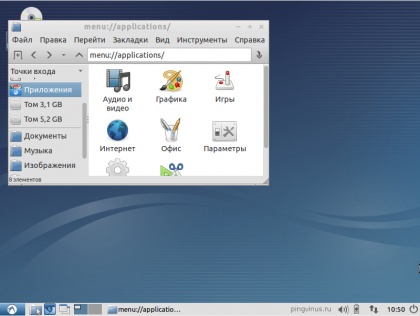 menu://applications/
Файл Правка Перейти Закладки Вид Инструменты Справка
menu://applications/
Точки входа
Приложения
Том 3,1 GB
Том 5,2 GB
Документы
Музыка
Изображения
Аудио и видео
Графика
Игры
Интернет
Офис
Параметры
8 элементов
menu://applicatio...
pingvinus.ru
10:50